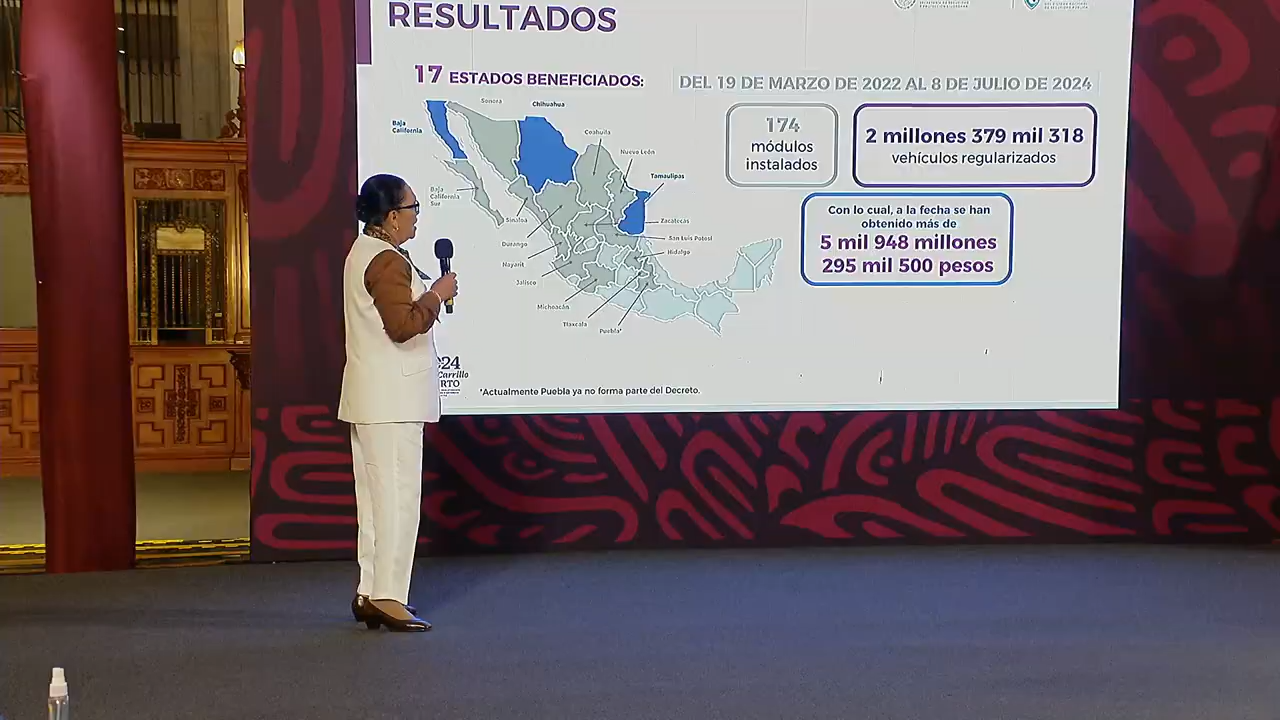 RESULTADOS
17 ESTADOS BENEFICIADOS:
DEL 19 DE MARZO DE 2022 AL 8 DE JULIO DE 2024
Sonora
Chihuahua
Baja
California
Coahuila
Nuevo León
Tamaulipas
Baja
California
Sur
Sinaloa
Zacatecas
San Luis Potosí
Durango
Hidalgo
Nayarit
Jalisco
Michoacán
Tlaxcala
Puebla*
174
módulos
instalados
2 millones 379 mil 318
vehículos regularizados
Con lo cual, a la fecha se han
obtenido más de
5 mil 948 millones
295 mil 500 pesos
24
Carrillo
RTO
*Actualmente Puebla ya no forma parte del Decreto.